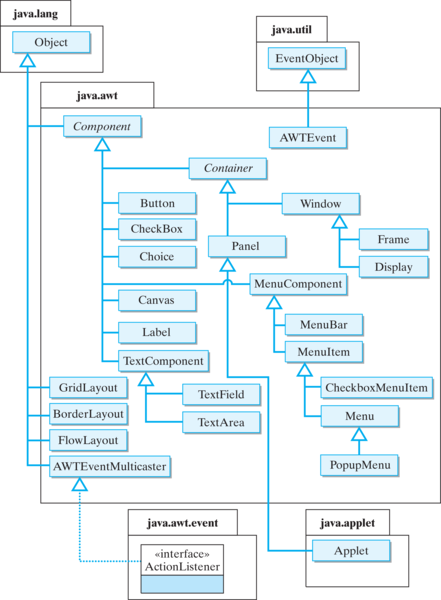 java.lang
Object
java.util
EventObject
java.awt
Component
AWTEvent
Container
Button
Window
CheckBox
Panel
Frame
Choice
Display
MenuComponent
Canvas
MenuBar
Label
MenuItem
TextComponent
GridLayout
TextField
CheckboxMenuItem
BorderLayout
TextArea
Menu
FlowLayout
AWTEventMulticaster
PopupMenu
java.awt.event
java.applet
«interface»
ActionListener
Applet